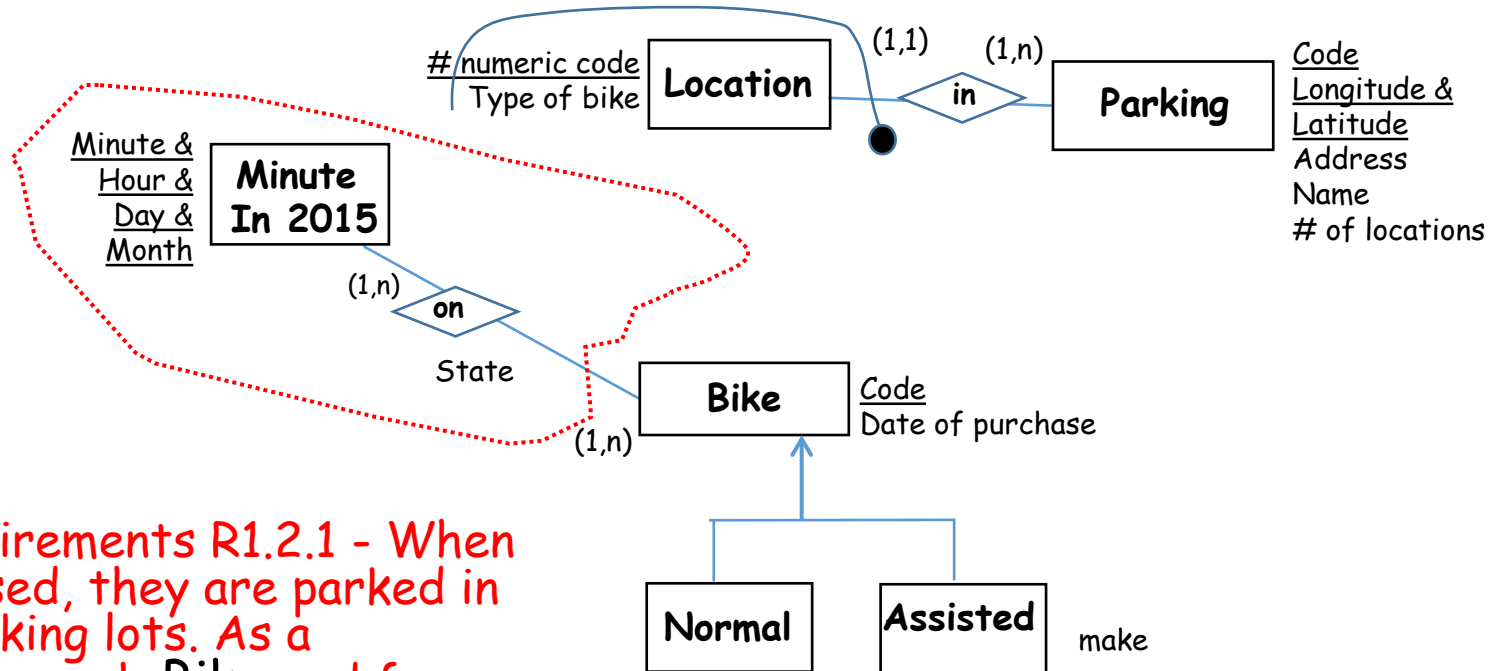 (1,1)
(1,n)
# numeric code
Type of bike
Location
in
Parking
Code
Longitude &
Latitude
Address
Name
# of locations
Minute &
Hour &
Day &
Month
Minute
In 2015
(1,n)
on
State
(1,n)
Bike
Code
Date of purchase
Normal
Assisted
make
irements R1.2.1 - When
sed, they are parked in
king lots. As a